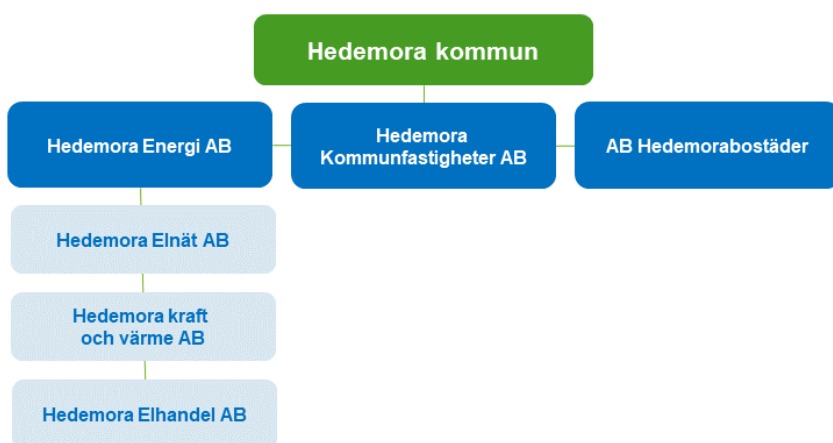 Hedemora kommun
Hedemora Energi AB
Hedemora
Kommunfastigheter AB
AB Hedemorabostäder
Hedemora Elnät AB
Hedemora kraft
och värme AB
Hedemora Elhandel AB